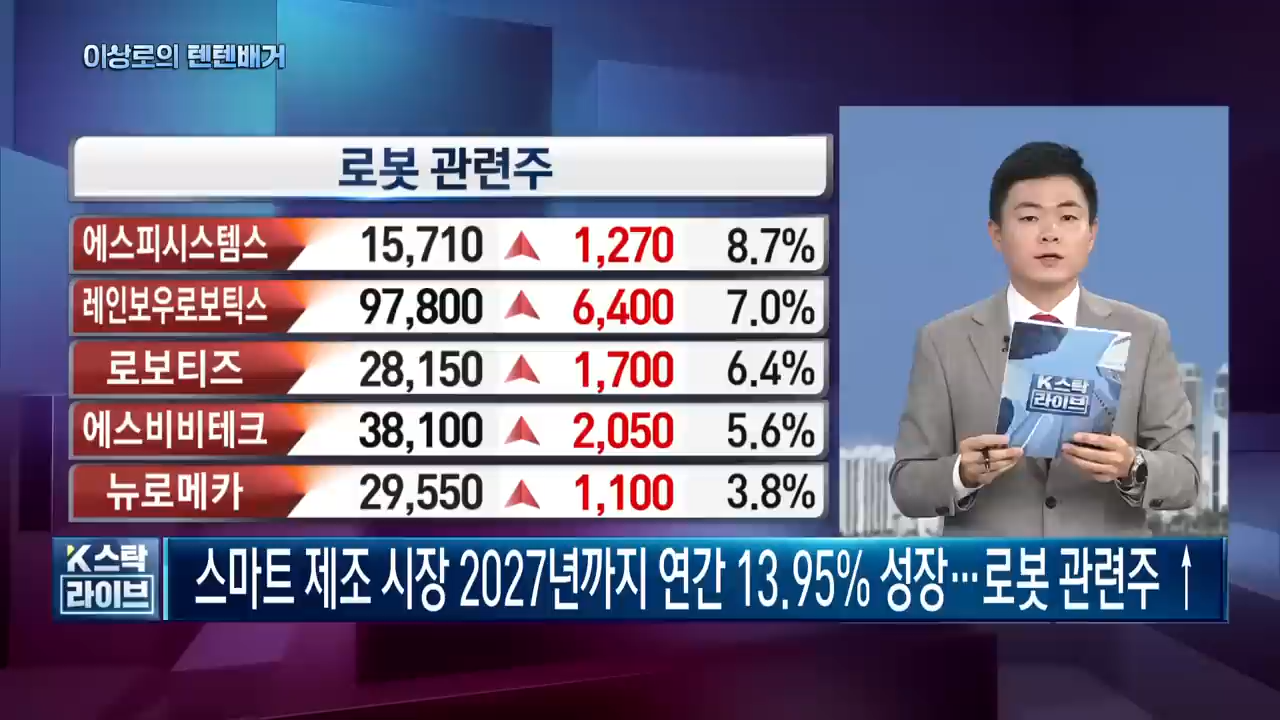 이상로의 텐텐배거
로봇 관련주
에스피시스템스 15,710 ▲ 1,270 8.7%
레인보우로보틱스 97,800 ▲ 6,400 7.0%
로보티즈 28,150 ▲ 1,700 6.4%
에스비비테크 38,100 ▲ 2,050 5.6%
뉴로메카 29,550 ▲ 1,100 3.8%
K스탁
라이브
K스탁
라이브
스마트 제조 시장 2027년까지 연간 13.95% 성장…로봇 관련주 ↑